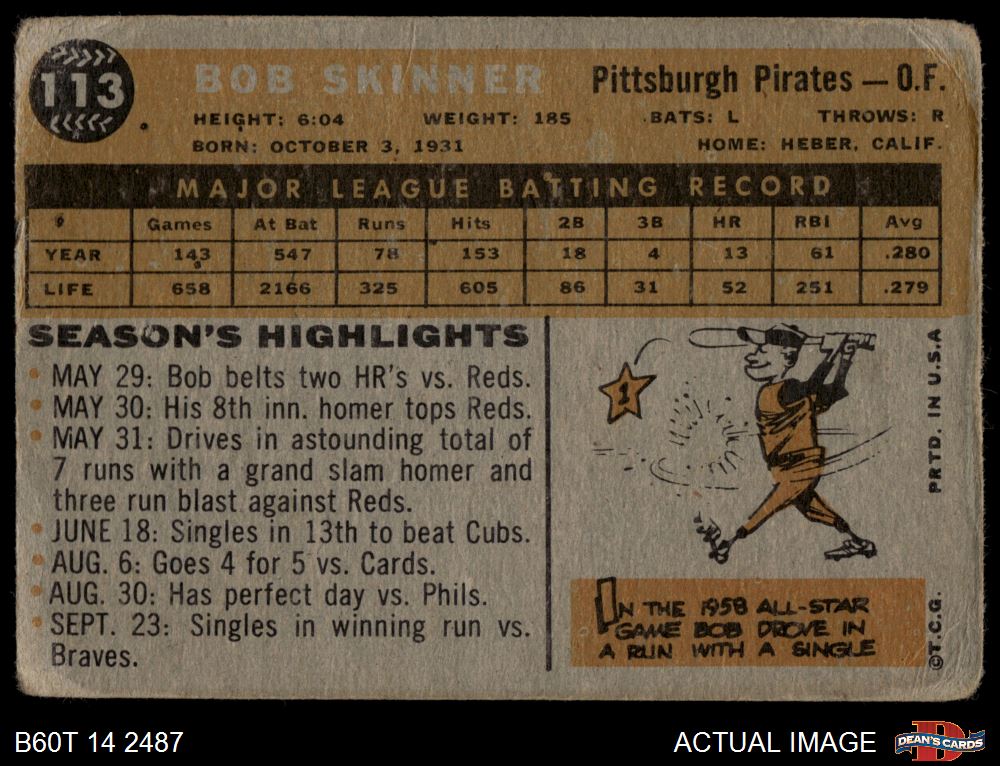 113
BOB SKINNER
Pittsburgh Pirates — O.F.
HEIGHT: 6:04 WEIGHT: 185 BATS: L THROWS: R
BORN: OCTOBER 3, 1931 HOME: HEBER, CALIF.
MAJOR LEAGUE BATTING RECORD
Games At Bat Runs Hits 2B 3B HR RBI Avg
YEAR 143 547 78 153 18 4 13 61 .280
LIFE 658 2166 325 605 86 31 52 251 .279
SEASON'S HIGHLIGHTS
• MAY 29: Bob belts two HR's vs. Reds.
• MAY 30: His 8th inn. homer tops Reds.
• MAY 31: Drives in astounding total of
7 runs with a grand slam homer and
three run blast against Reds.
• JUNE 18: Singles in 13th to beat Cubs.
• AUG. 6: Goes 4 for 5 vs. Cards.
• AUG. 30: Has perfect day vs. Phils.
• SEPT. 23: Singles in winning run vs.
Braves.
1
IN THE 1958 ALL-STAR
GAME BOB DROVE IN
A RUN WITH A SINGLE
©T.C.G. PRTD. IN U.S.A
B60T 14 2487
ACTUAL IMAGE
D
DEAN'S CARDS